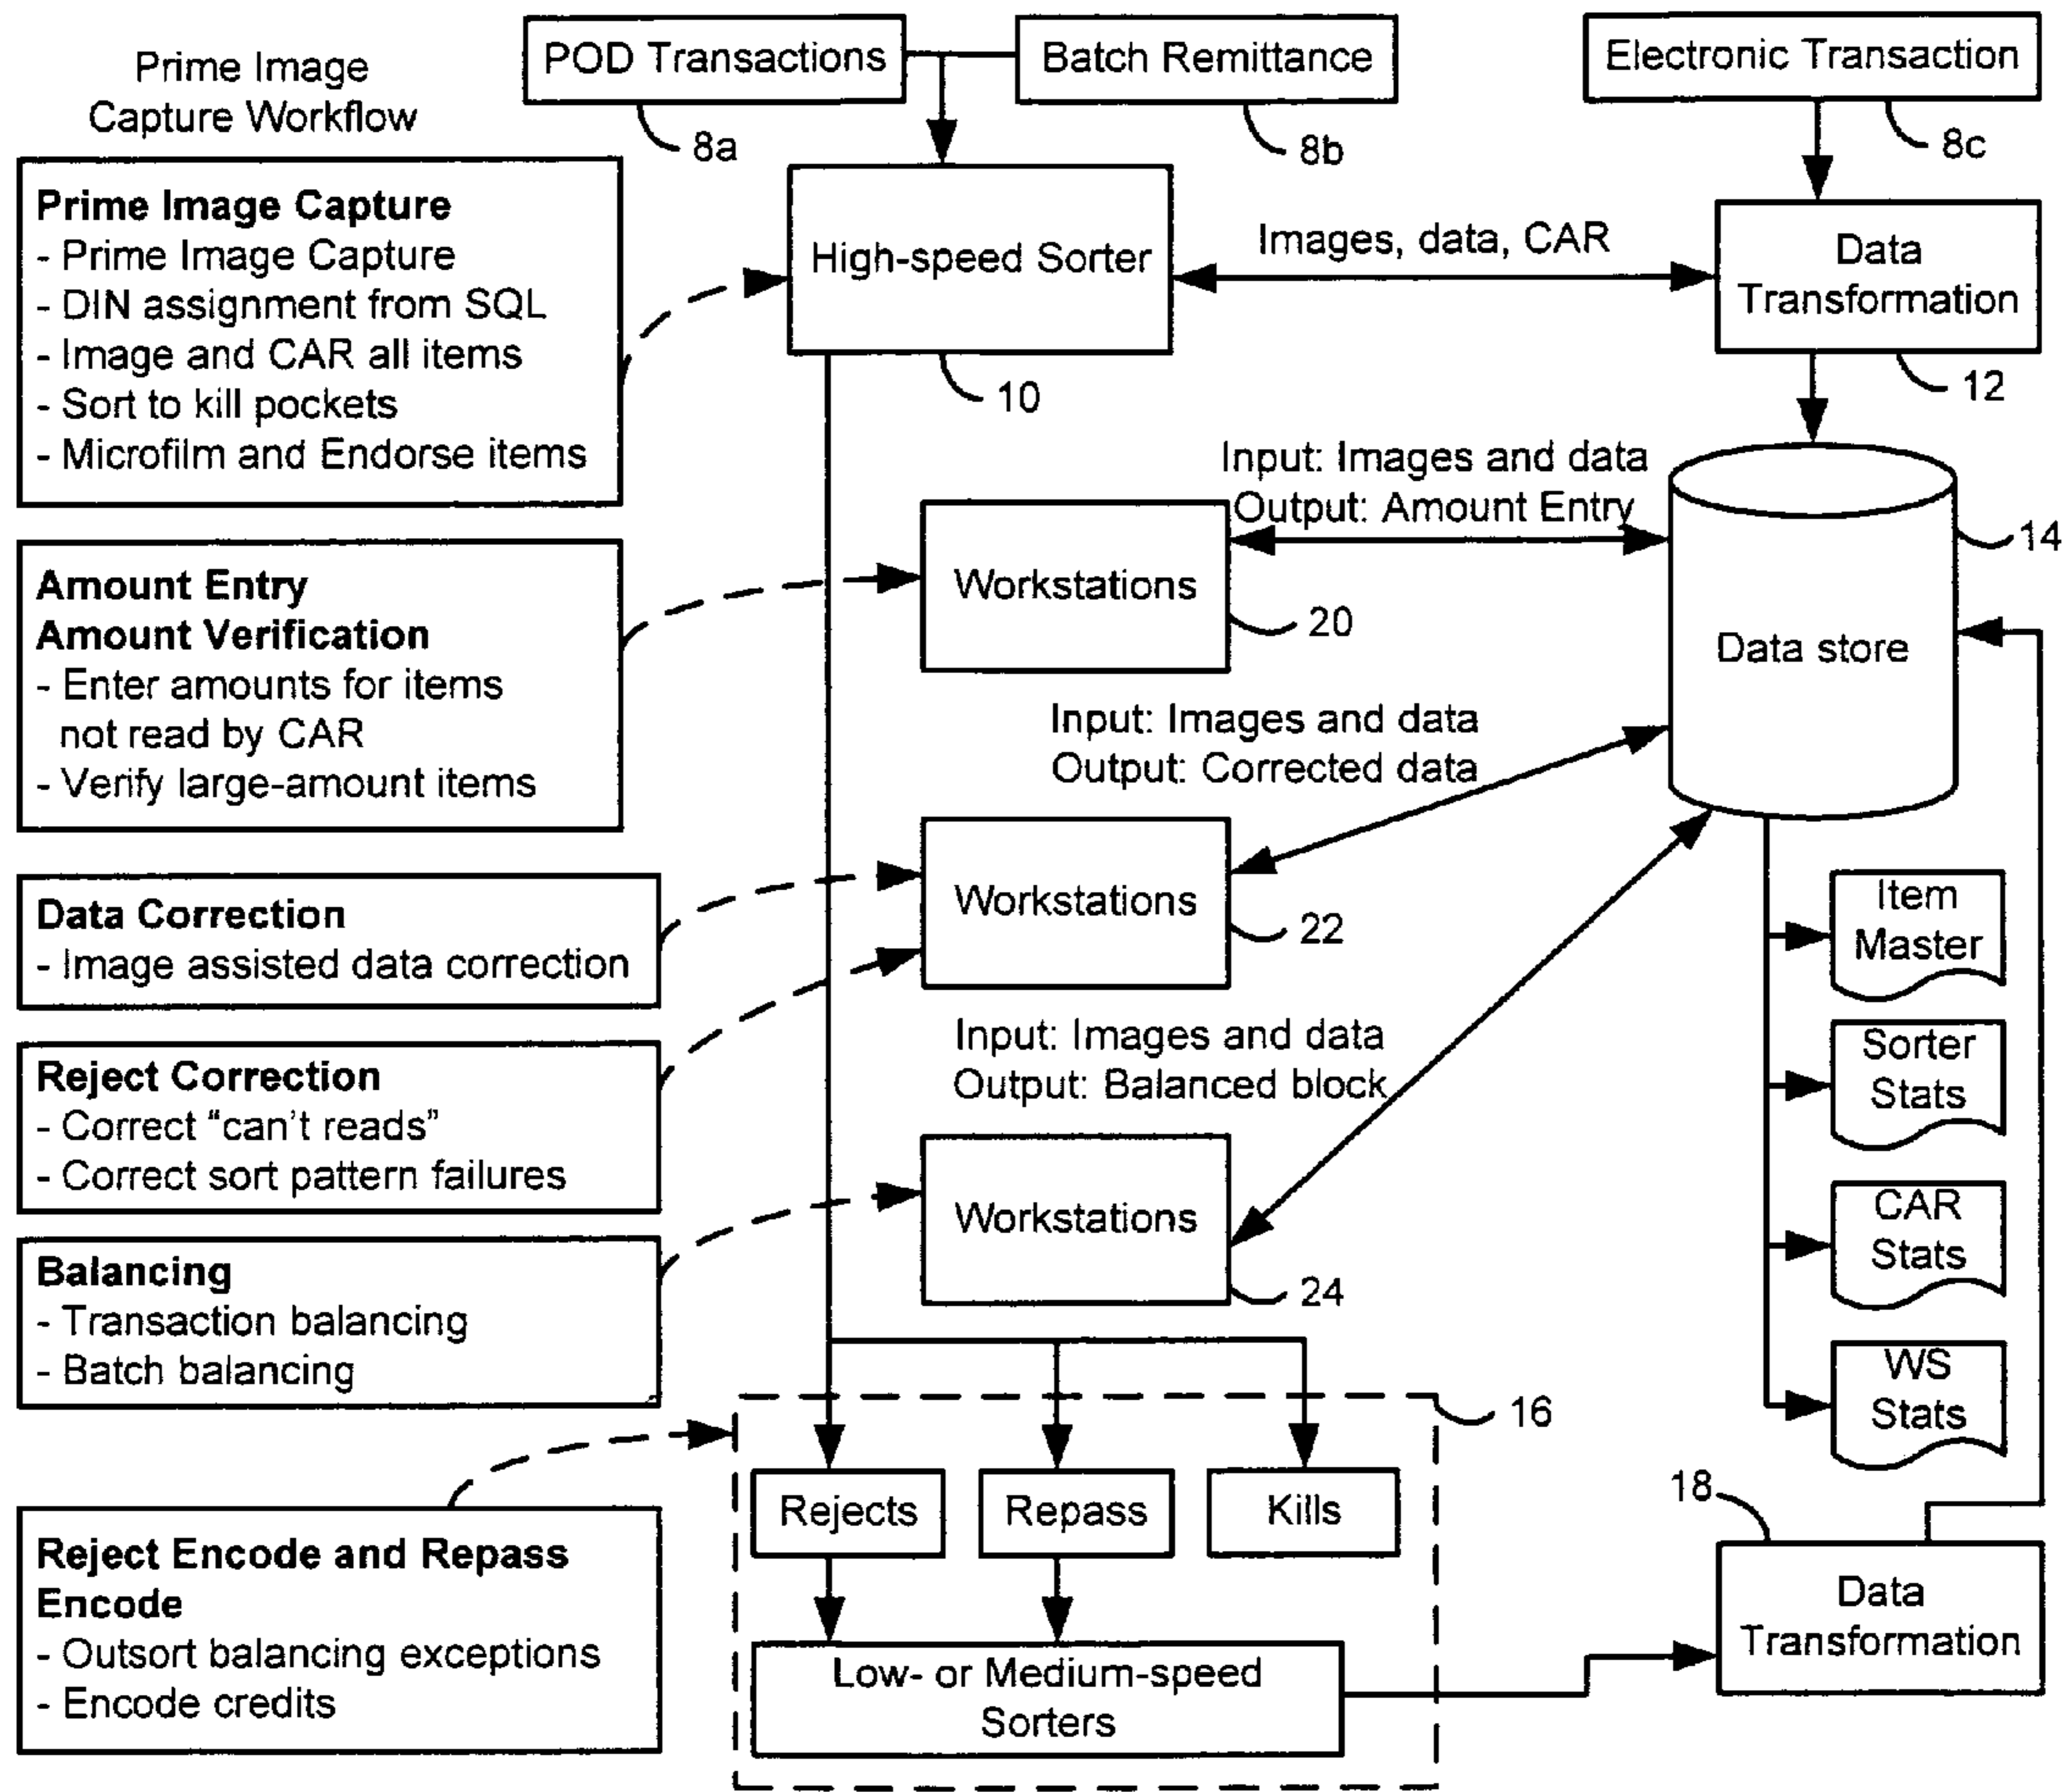 Prime Image
Capture Workflow
POD Transactions
Batch Remittance
Electronic Transaction
8a
8b
8c
Prime Image Capture
- Prime Image Capture
- DIN assignment from SQL
- Image and CAR all items
- Sort to kill pockets
- Microfilm and Endorse items
High-speed Sorter
10
Images, data, CAR
Data
Transformation
12
Input: Images and data
Output: Amount Entry
Amount Entry
Amount Verification
- Enter amounts for items
not read by CAR
- Verify large-amount items
Workstations
20
14
Data store
Input: Images and data
Output: Corrected data
Data Correction
- Image assisted data correction
Workstations
22
Item
Master
Reject Correction
- Correct “can’t reads”
- Correct sort pattern failures
Input: Images and data
Output: Balanced block
Sorter
Stats
Balancing
- Transaction balancing
- Batch balancing
Workstations
24
CAR
Stats
WS
Stats
16
Rejects
Repass
Kills
18
Reject Encode and Repass
Encode
- Outsort balancing exceptions
- Encode credits
Low- or Medium-speed
Sorters
Data
Transformation